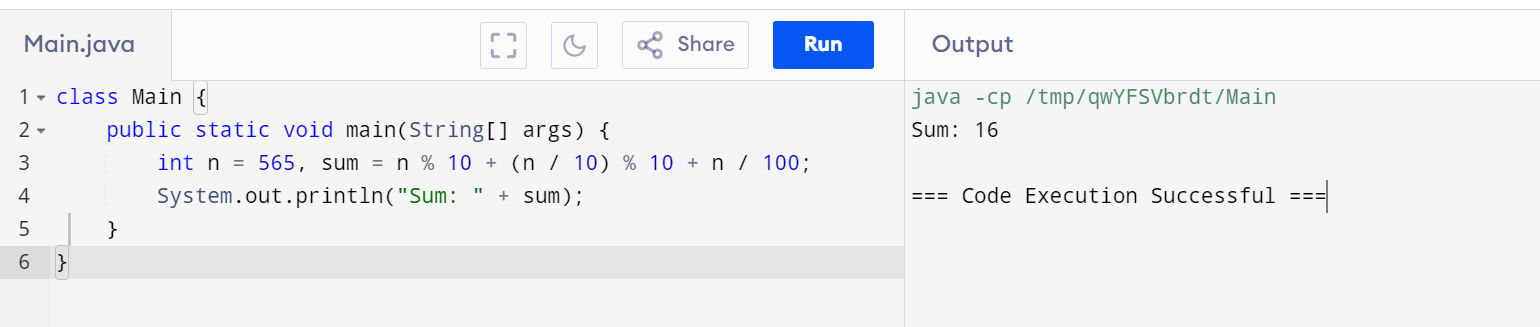 Main.java
Share
Run
Output
1 class Main {
2     public static void main(String[] args) {
3         int n = 565, sum = n % 10 + (n / 10) % 10 + n / 100;
4         System.out.println("Sum: " + sum);
5     }
6 }
java -cp /tmp/qwYFSVbrdt/Main
Sum: 16
=== Code Execution Successful ===